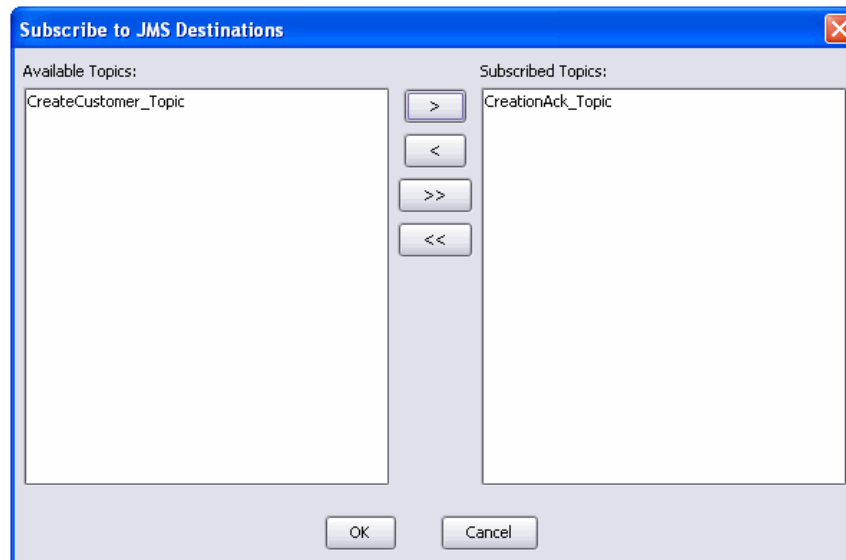 Subscribe to JMS Destinations
Available Topics:
Subscribed Topics:
CreateCustomer_Topic
>
CreationAck_Topic
<
>>
<<
OK
Cancel